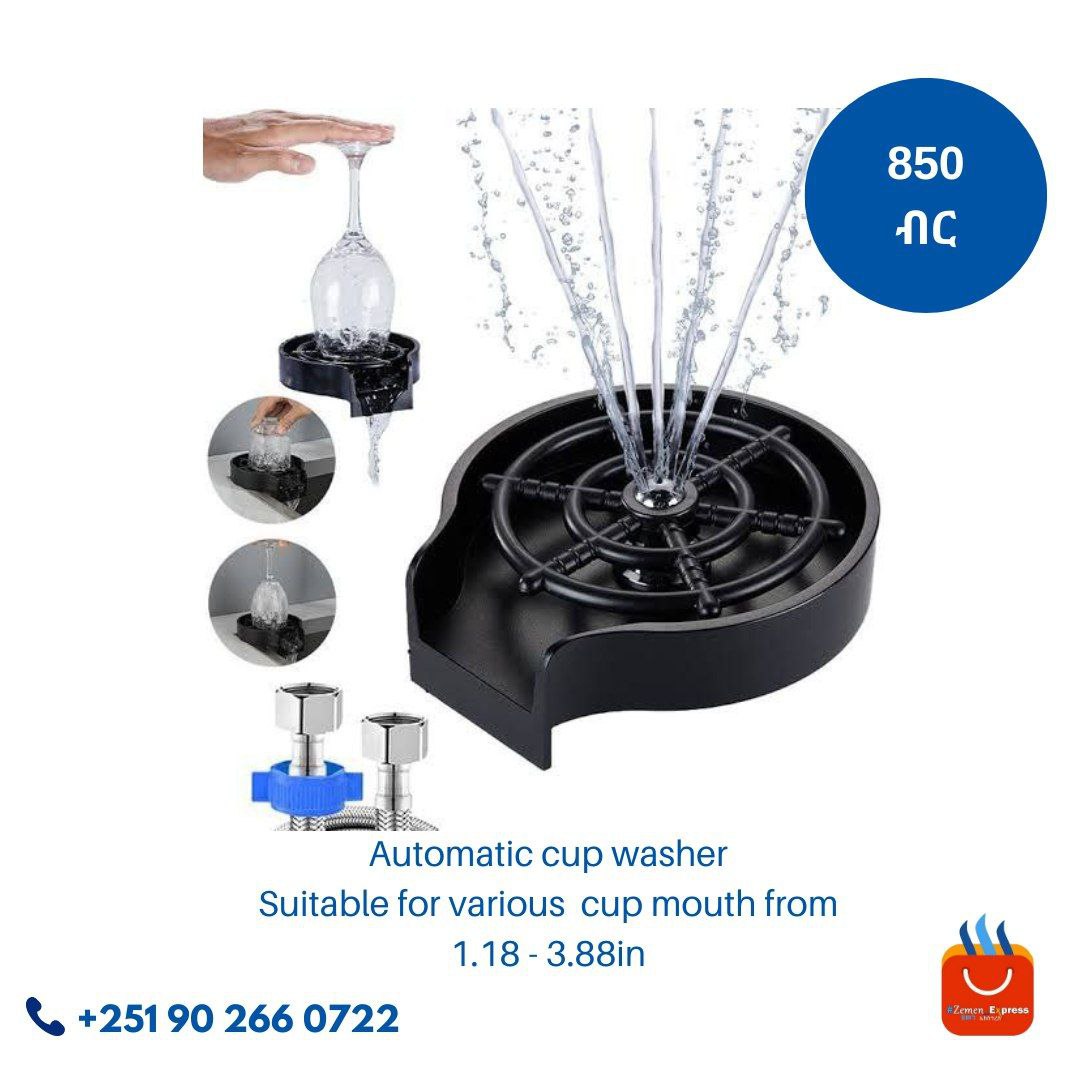 850
ብር
Automatic cup washer
Suitable for various cup mouth from
1.18 - 3.88in
+251 90 266 0722
#Zemen Express